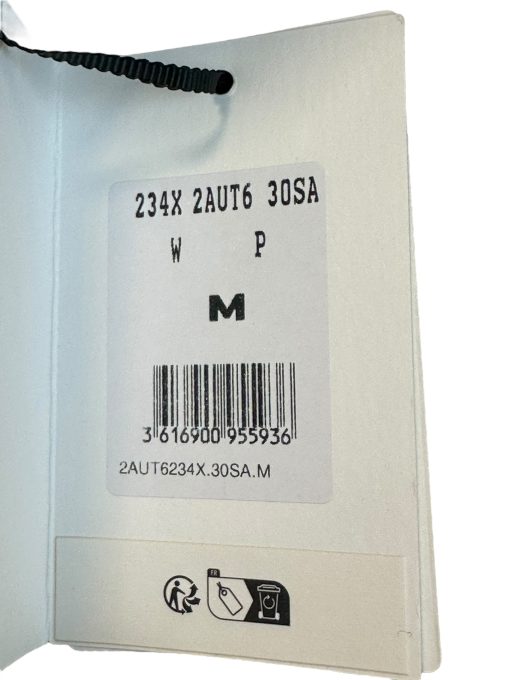 234X 2AUT6 30SA
W P
M
3 616900 955936
2AUT6234X.30SA.M
FR